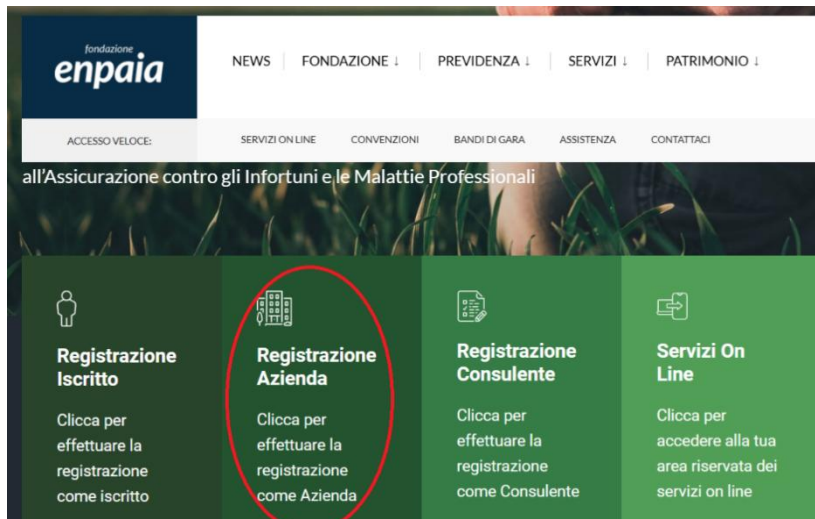 fondazione
enpaia
NEWS
FONDAZIONE ↓
PREVIDENZA ↓
SERVIZI ↓
PATRIMONIO ↓
ACCESSO VELOCE:
SERVIZI ON LINE
CONVENZIONI
BANDI DI GARA
ASSISTENZA
CONTATTACI
all'Assicurazione contro gli Infortuni e le Malattie Professionali
Registrazione
Iscritto
Clicca per
effettuare la
registrazione
come iscritto
Registrazione
Azienda
Clicca per
effettuare la
registrazione
come Azienda
Registrazione
Consulente
Clicca per
effettuare la
registrazione
come Consulente
Servizi On
Line
Clicca per
accedere alla tua
area riservata dei
servizi on line